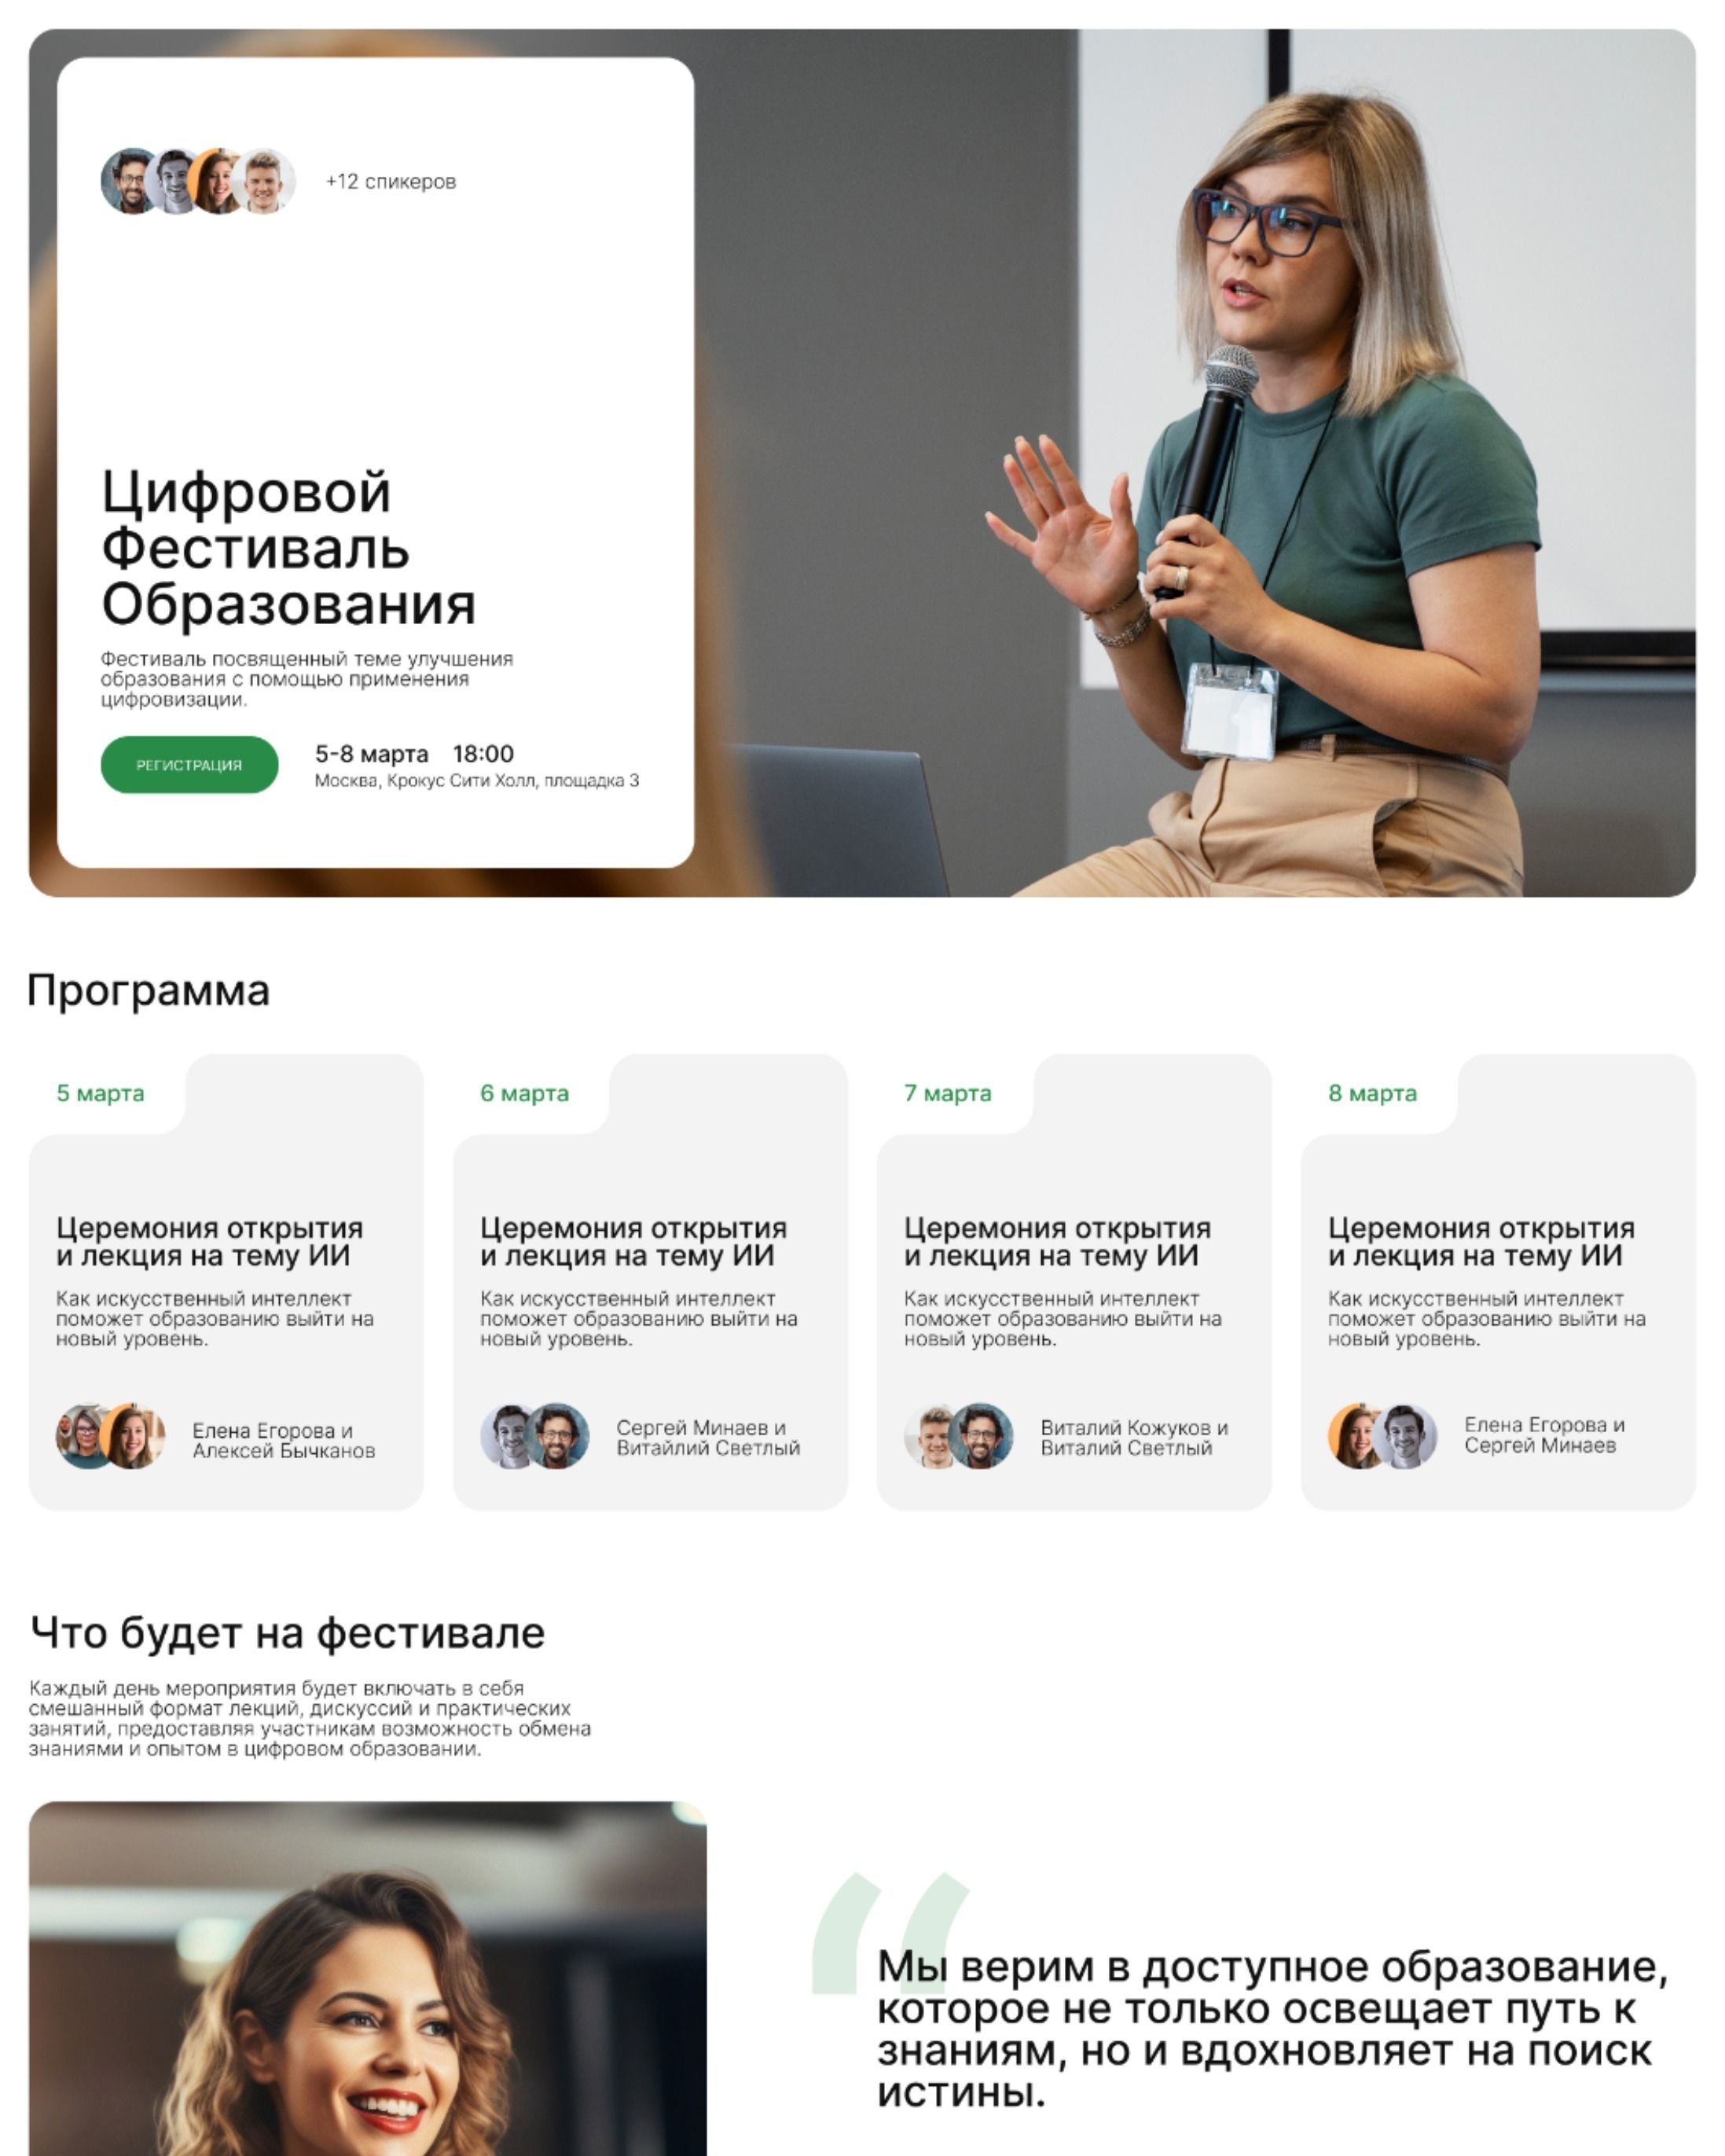 +12 спикеров
Цифровой
Фестиваль
Образования
Фестиваль посвященный теме улучшения
образования с помощью применения
цифровизации.
РЕГИСТРАЦИЯ
5-8 марта 18:00
Москва, Крокус Сити Холл, площадка 3
Программа
5 марта
Церемония открытия
и лекция на тему ИИ
Как искусственный интеллект
поможет образованию выйти на
новый уровень.
Елена Егорова и
Алексей Бычканов
6 марта
Церемония открытия
и лекция на тему ИИ
Как искусственный интеллект
поможет образованию выйти на
новый уровень.
Сергей Минаев и
Витайлий Светлый
7 марта
Церемония открытия
и лекция на тему ИИ
Как искусственный интеллект
поможет образованию выйти на
новый уровень.
Виталий Кожуков и
Виталий Светлый
8 марта
Церемония открытия
и лекция на тему ИИ
Как искусственный интеллект
поможет образованию выйти на
новый уровень.
Елена Егорова и
Сергей Минаев
Что будет на фестивале
Каждый день мероприятия будет включать в себя
смешанный формат лекций, дискуссий и практических
занятий, предоставляя участникам возможность обмена
знаниями и опытом в цифровом образовании.
“
Мы верим в доступное образование,
которое не только освещает путь к
знаниям, но и вдохновляет на поиск
истины.